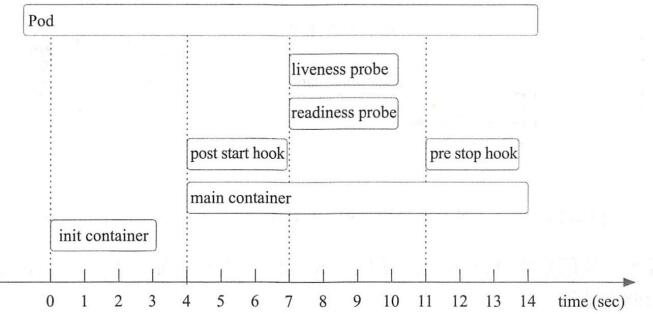 Pod
liveness probe
readiness probe
post start hook
pre stop hook
main container
init container
0 1 2 3 4 5 6 7 8 9 10 11 12 13 14 time (sec)